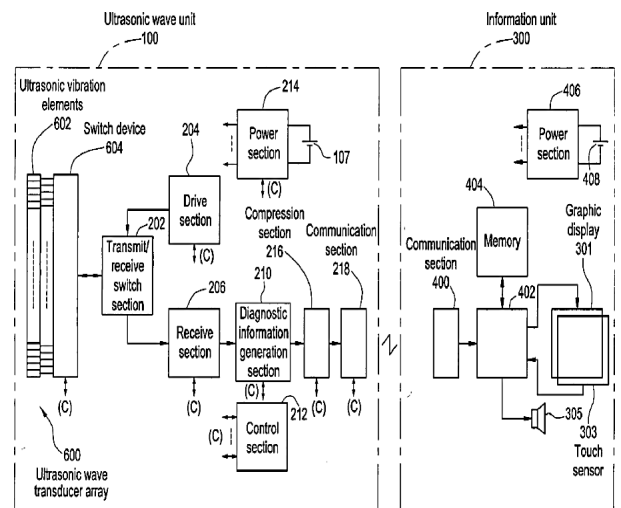 Ultrasonic wave unit
100
Information unit
300
Ultrasonic vibration
elements
602
Switch device
604
214
Power
section
107
(C)
406
Power
section
408
204
Drive
section
(C)
202
Transmit/
receive
switch
section
Compression
section
216
Communication
section
218
404
Memory
Graphic
display
301
Communication
section
400
402
206
Receive
section
(C)
210
Diagnostic
information
generation
section
(C)
(C)
(C)
(C)
(C)
212
Control
section
600
Ultrasonic wave
transducer array
305
303
Touch
sensor